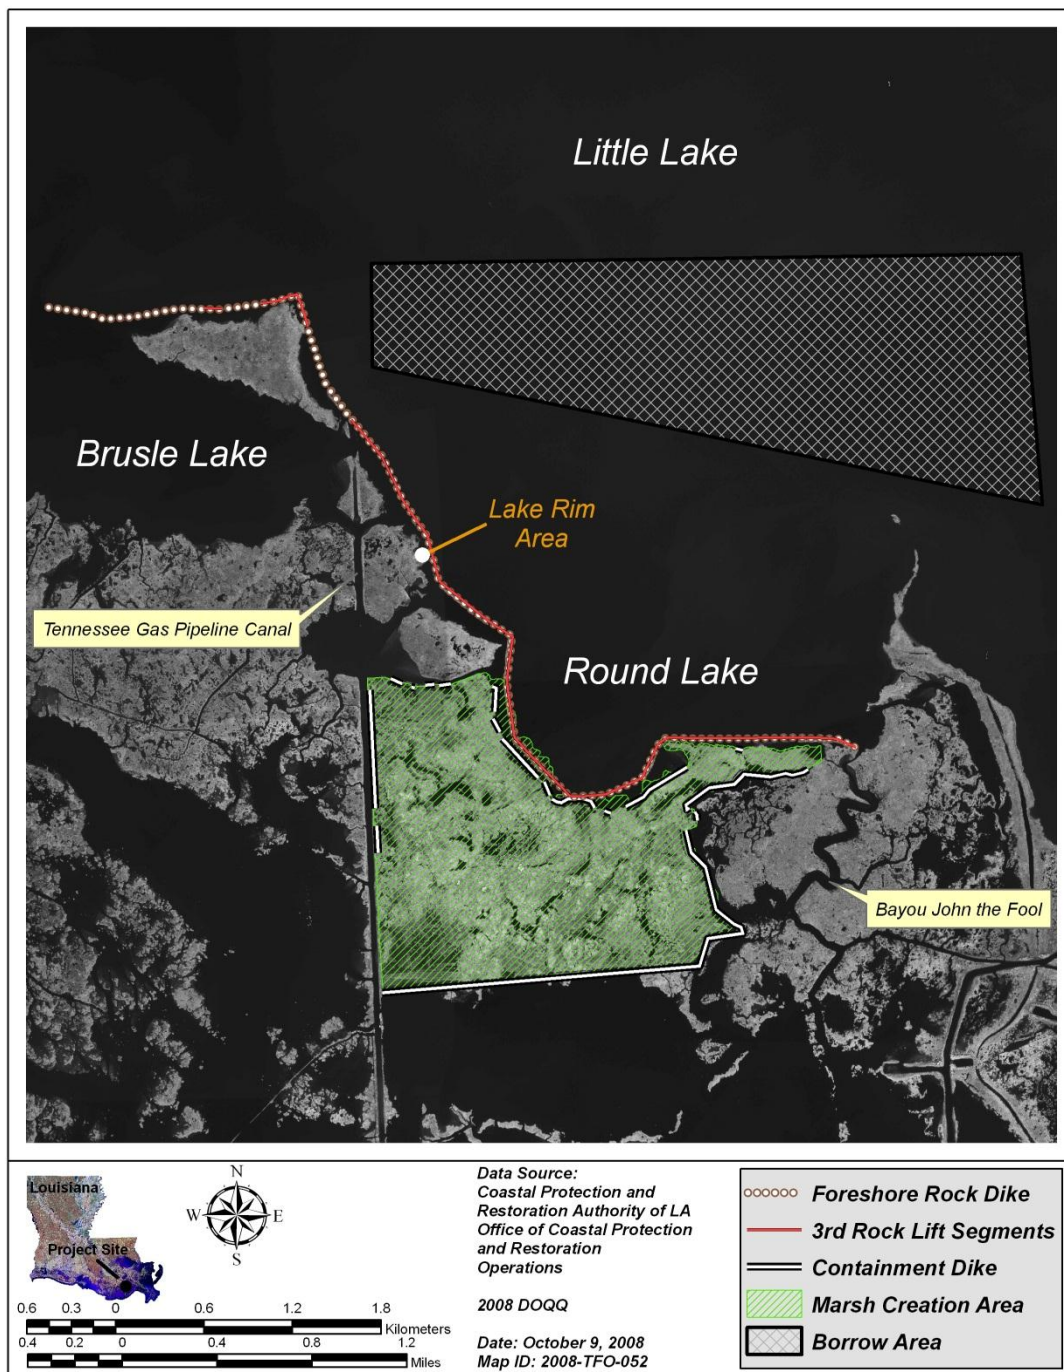 Little Lake
Brusle Lake
Lake Rim
Area
Tennessee Gas Pipeline Canal
Round Lake
Bayou John the Fool
Louisiana
Project Site
N
W
E
S
0.6 0.3 0 0.6 1.2 1.8
Kilometers
0.4 0.2 0 0.4 0.8 1.2
Miles
Data Source:
Coastal Protection and
Restoration Authority of LA
Office of Coastal Protection
and Restoration
Operations
2008 DOQQ
Date: October 9, 2008
Map ID: 2008-TFO-052
Foreshore Rock Dike
3rd Rock Lift Segments
Containment Dike
Marsh Creation Area
Borrow Area